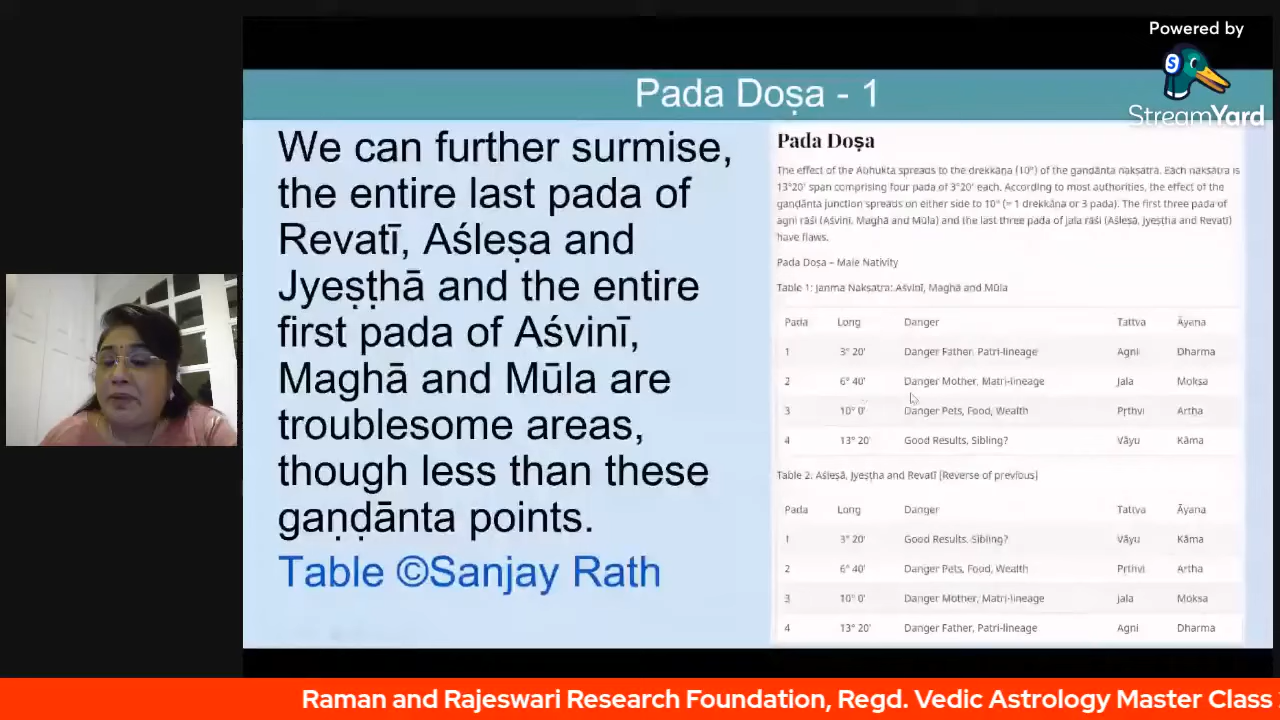 Powered by
S
StreamYard
Pada Doṣa - 1
We can further surmise,
the entire last pada of
Revatī, Aśleṣa and
Jyeṣṭhā and the entire
first pada of Aśvinī,
Maghā and Mūla are
troublesome areas,
though less than these
gaṇḍānta points.
Table ©Sanjay Rath
Pada Doṣa
The effect of the Abhukta spreads to the drekkāṇa (10°) of the gaṇḍānta nakṣatra. Each nakṣatra is
13°20' span comprising four pada of 3°20' each. According to most authorities, the effect of the
gaṇḍānta junction spreads on either side to 10° (= 1 drekkāṇa or 3 pada). The first three pada of
agni rāśi (Aśvinī, Maghā and Mūla) and the last three pada of jala rāśi (Aśleṣā, Jyeṣṭha and Revatī)
have flaws.
Pada Doṣa – Male Nativity
Table 1: Janma Nakṣatra: Aśvinī, Maghā and Mūla
Pada Long Danger Tattva Āyana
1 3° 20' Danger Father, Patri-lineage Agni Dharma
2 6° 40' Danger Mother, Matri-lineage Jala Mokṣa
3 10° 0' Danger Pets, Food, Wealth Pṛthvi Artha
4 13° 20' Good Results, Sibling? Vāyu Kāma
Table 2. Aśleṣā, Jyeṣṭha and Revatī [Reverse of previous]
Pada Long Danger Tattva Āyana
1 3° 20' Good Results, Sibling? Vāyu Kāma
2 6° 40' Danger Pets, Food, Wealth Pṛthvi Artha
3 10° 0' Danger Mother, Matri-lineage Jala Mokṣa
4 13° 20' Danger Father, Patri-lineage Agni Dharma
Raman and Rajeswari Research Foundation, Regd. Vedic Astrology Master Class